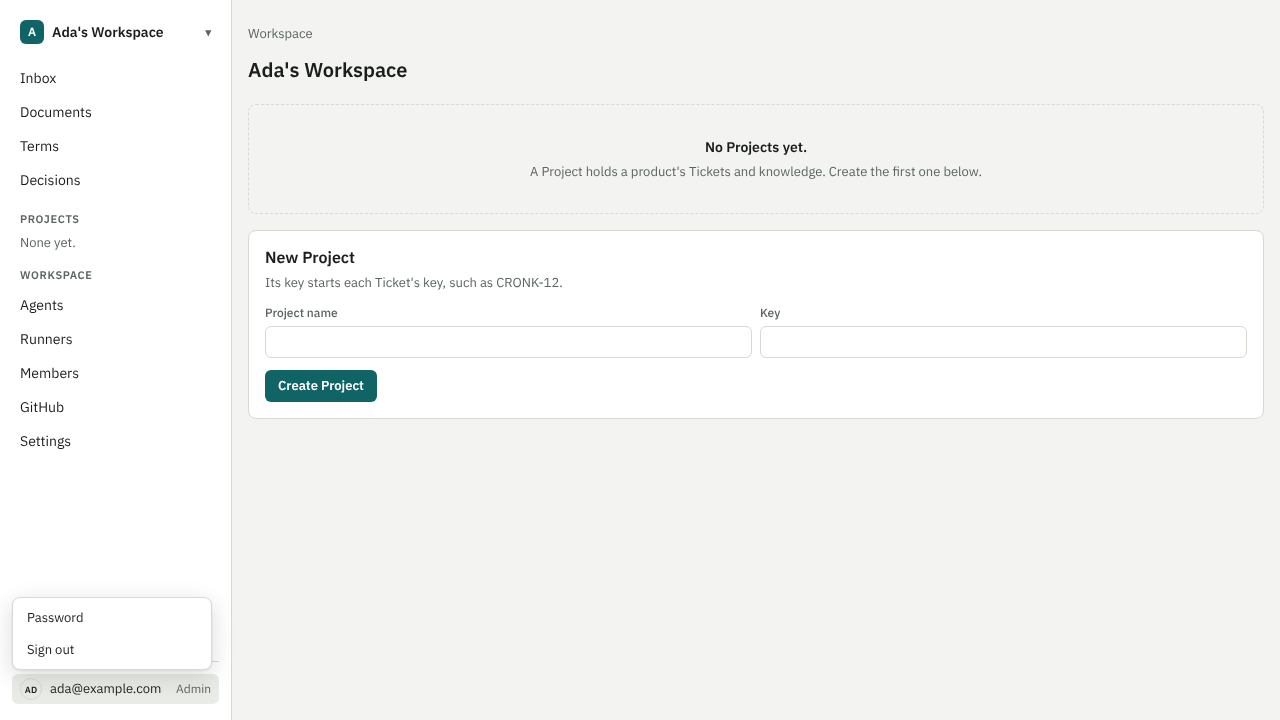 A Ada's Workspace ▾
Inbox
Documents
Terms
Decisions
PROJECTS
None yet.
WORKSPACE
Agents
Runners
Members
GitHub
Settings
Password
Sign out
AD ada@example.com Admin
Workspace
Ada's Workspace
No Projects yet.
A Project holds a product's Tickets and knowledge. Create the first one below.
New Project
Its key starts each Ticket's key, such as CRONK-12.
Project name Key
Create Project